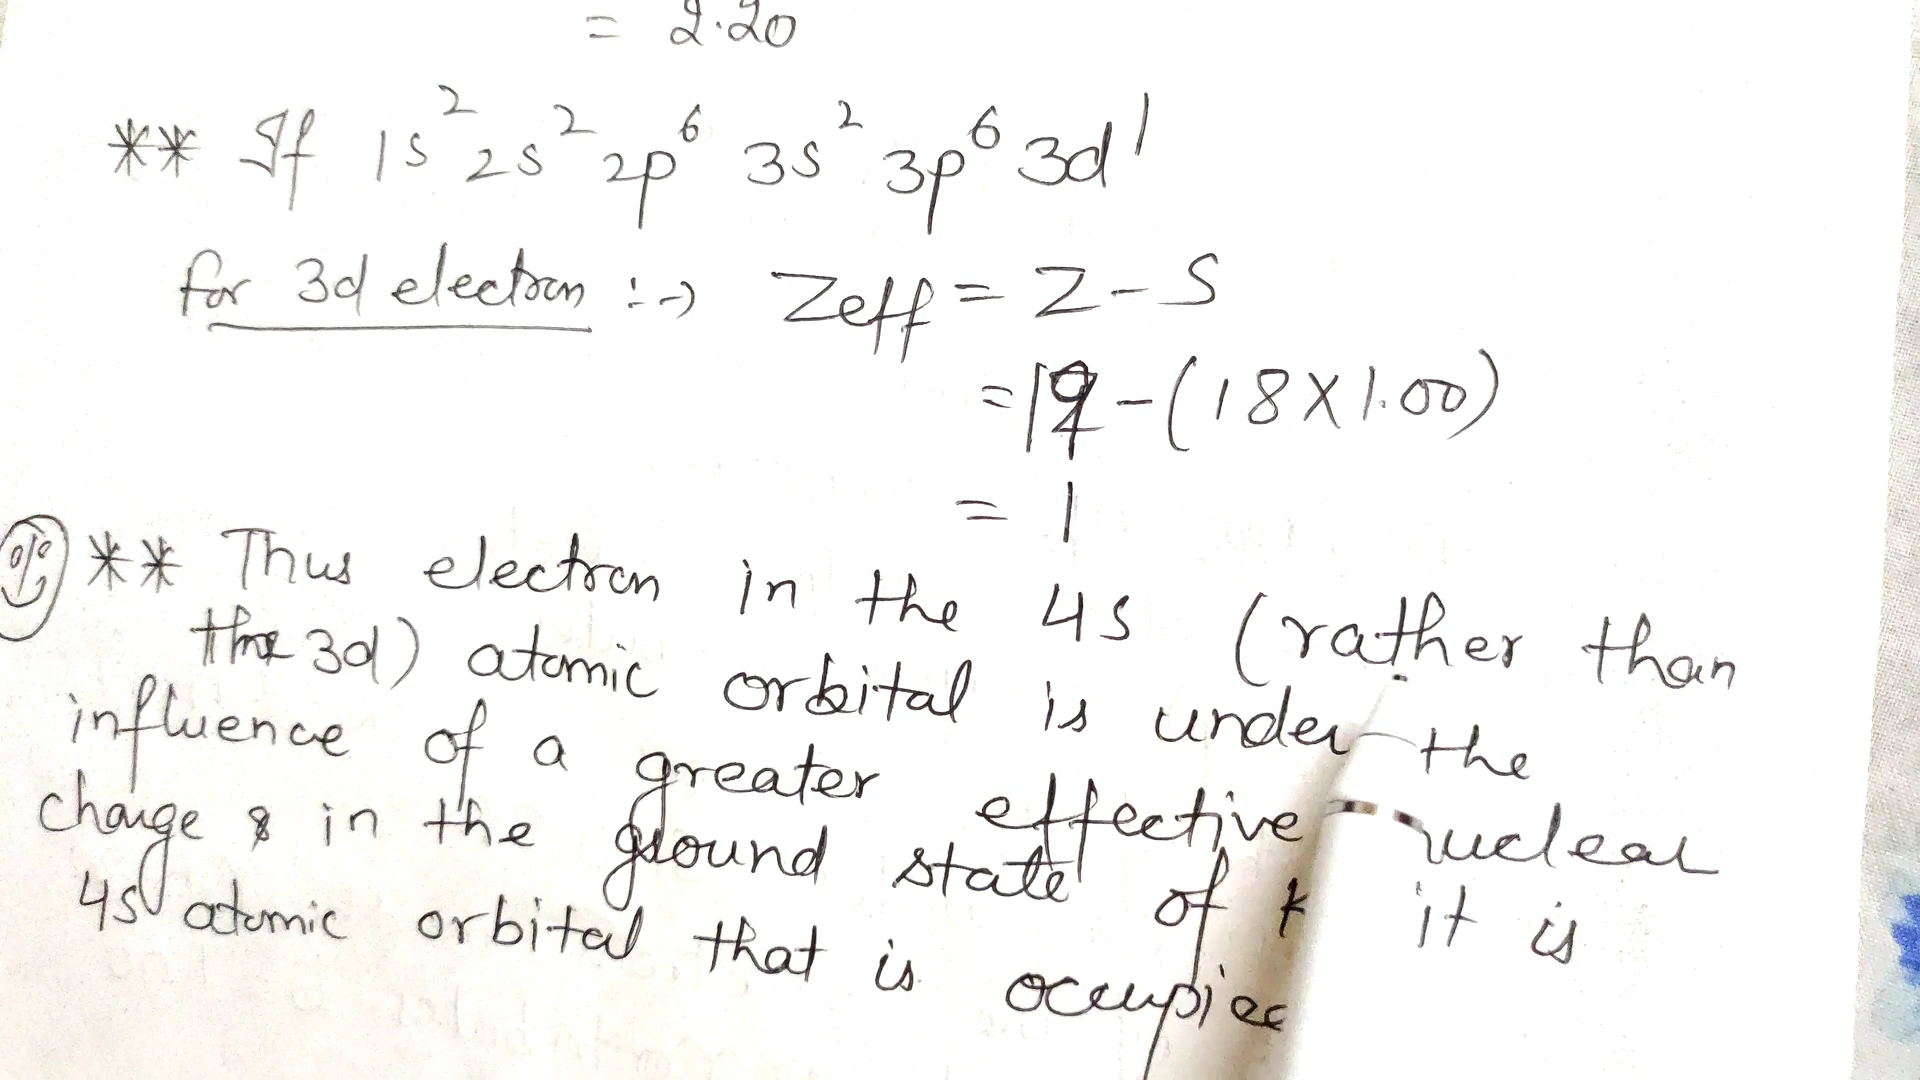 = 2.20
** If 1s² 2s² 2p⁶ 3s² 3p⁶ 3d¹
for 3d electron :→ Zeff = Z - S
= 19 - (18 X 1.00)
= 1
** Thus electron in the 4s (rather than
the 3d) atomic orbital is under the
influence of a greater effective nuclear
charge & in the ground state of K it is
4s atomic orbital that is occupied